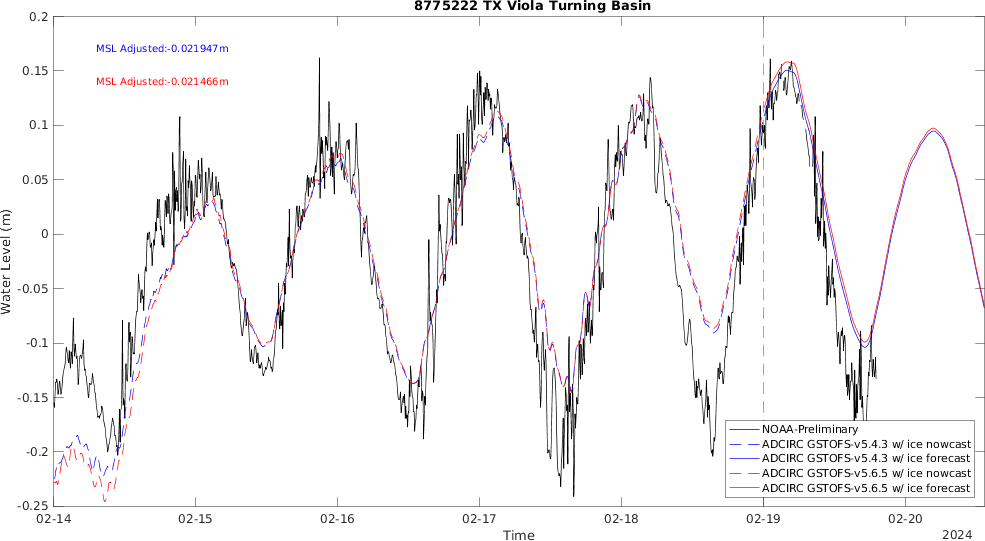 8775222 TX Viola Turning Basin
MSL Adjusted:-0.021947m
MSL Adjusted:-0.021466m
Water Level (m)
0.2
0.15
0.1
0.05
0
-0.05
-0.1
-0.15
-0.2
-0.25
NOAA-Preliminary
ADCIRC GSTOFS-v5.4.3 w/ ice nowcast
ADCIRC GSTOFS-v5.4.3 w/ ice forecast
ADCIRC GSTOFS-v5.6.5 w/ ice nowcast
ADCIRC GSTOFS-v5.6.5 w/ ice forecast
02-14 02-15 02-16 02-17 02-18 02-19 02-20
Time
2024